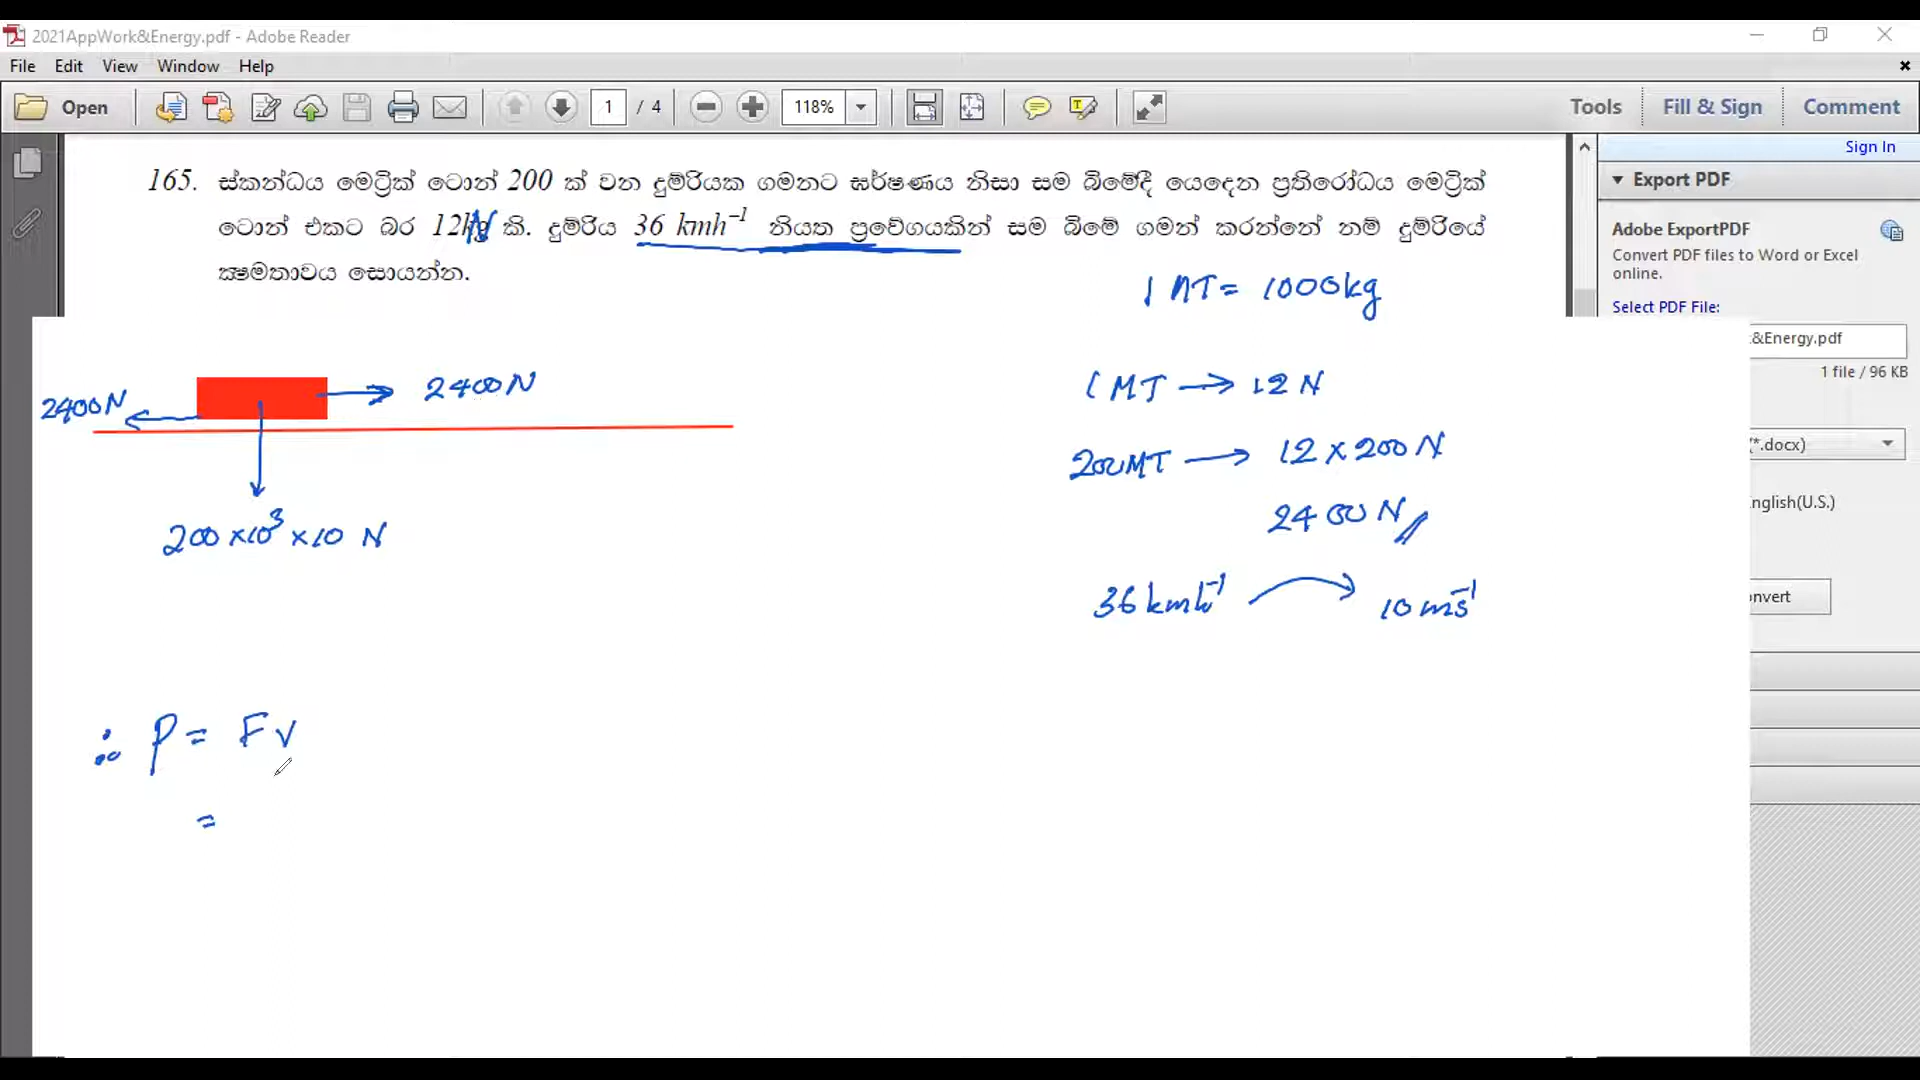 2021AppWork&Energy.pdf - Adobe Reader
File Edit View Window Help
Open 1 / 4 118% Tools Fill & Sign Comment
Sign In
Export PDF
Adobe ExportPDF
Convert PDF files to Word or Excel online.
Select PDF File:
&Energy.pdf
1 file / 96 KB
(*.docx)
nglish(U.S.)
onvert
165. ස්කන්ධය මෙට්‍රික් ටොන් 200 ක් වන දුම්රියක ගමනට ඝර්ෂණය නිසා සම බිමේදී යෙදෙන ප්‍රතිරෝධය මෙට්‍රික්
ටොන් එකට බර 12kg N කි. දුම්රිය 36 kmh⁻¹ නියත ප්‍රවේගයකින් සම බිමේ ගමන් කරන්නේ නම් දුම්රියේ
ක්‍ෂමතාවය සොයන්න.
1 MT = 1000kg
2400N 2400N
1 MT → 12 N
200MT → 12 × 200 N
2400 N
200 ×10³ ×10 N
36 kmh⁻¹ → 10 ms⁻¹
∴ P = F v
=